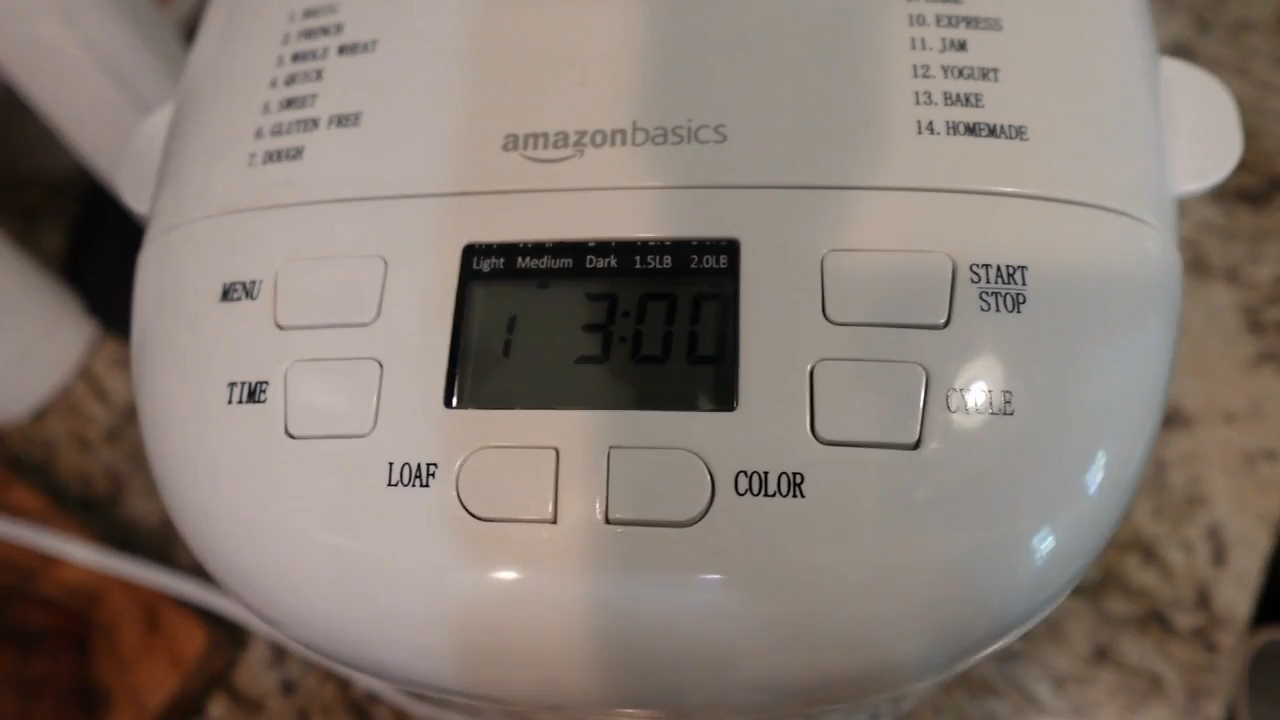 1. BASIC
2. FRENCH
3. WHOLE WHEAT
4. QUICK
5. SWEET
6. GLUTEN FREE
7. DOUGH
10. EXPRESS
11. JAM
12. YOGURT
13. BAKE
14. HOMEMADE
amazonbasics
Light Medium Dark 1.5LB 2.0LB
1 3:00
MENU
START
STOP
TIME
CYCLE
LOAF
COLOR